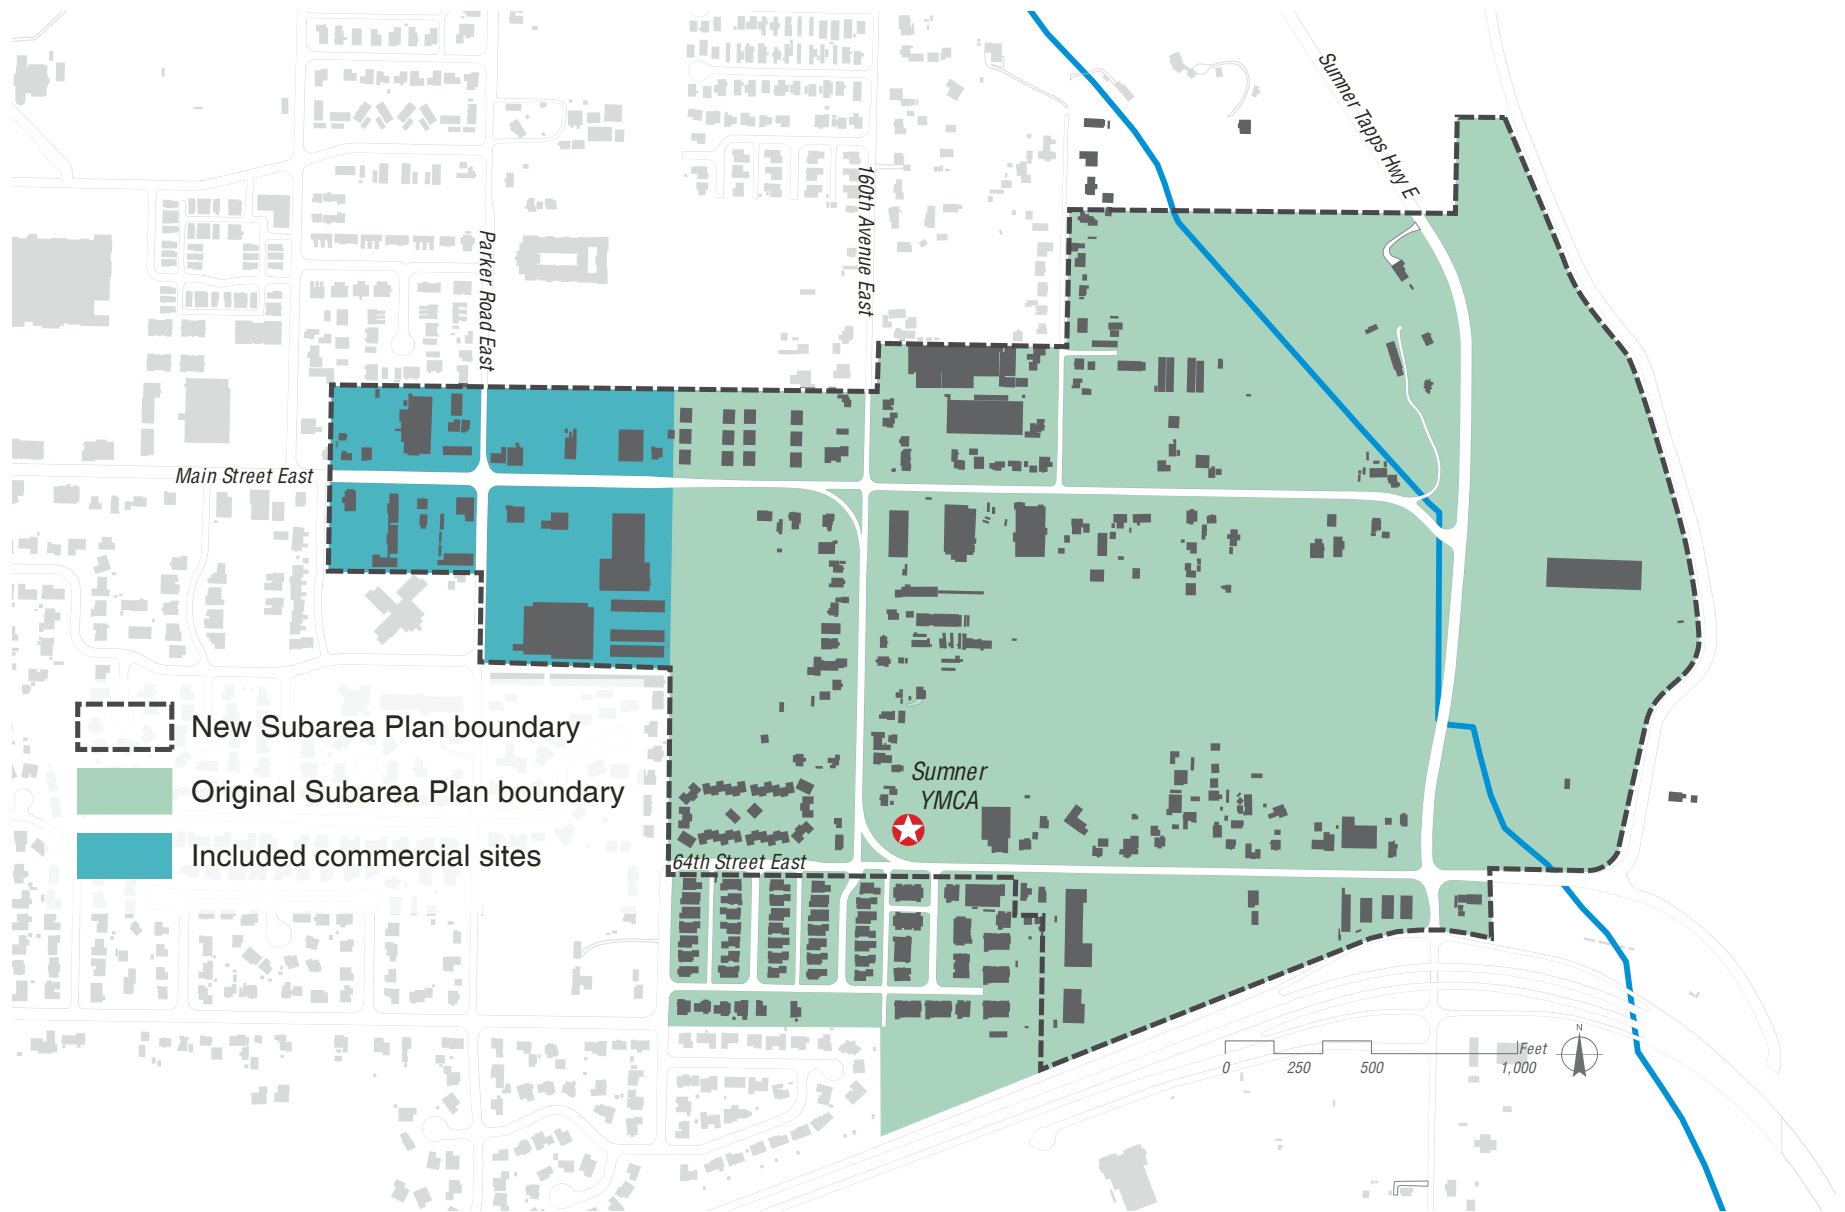 Sumner Tapps Hwy E
160th Avenue East
Parker Road East
Main Street East
New Subarea Plan boundary
Original Subarea Plan boundary
Included commercial sites
Sumner
YMCA
64th Street East
N
Feet
0 250 500 1,000